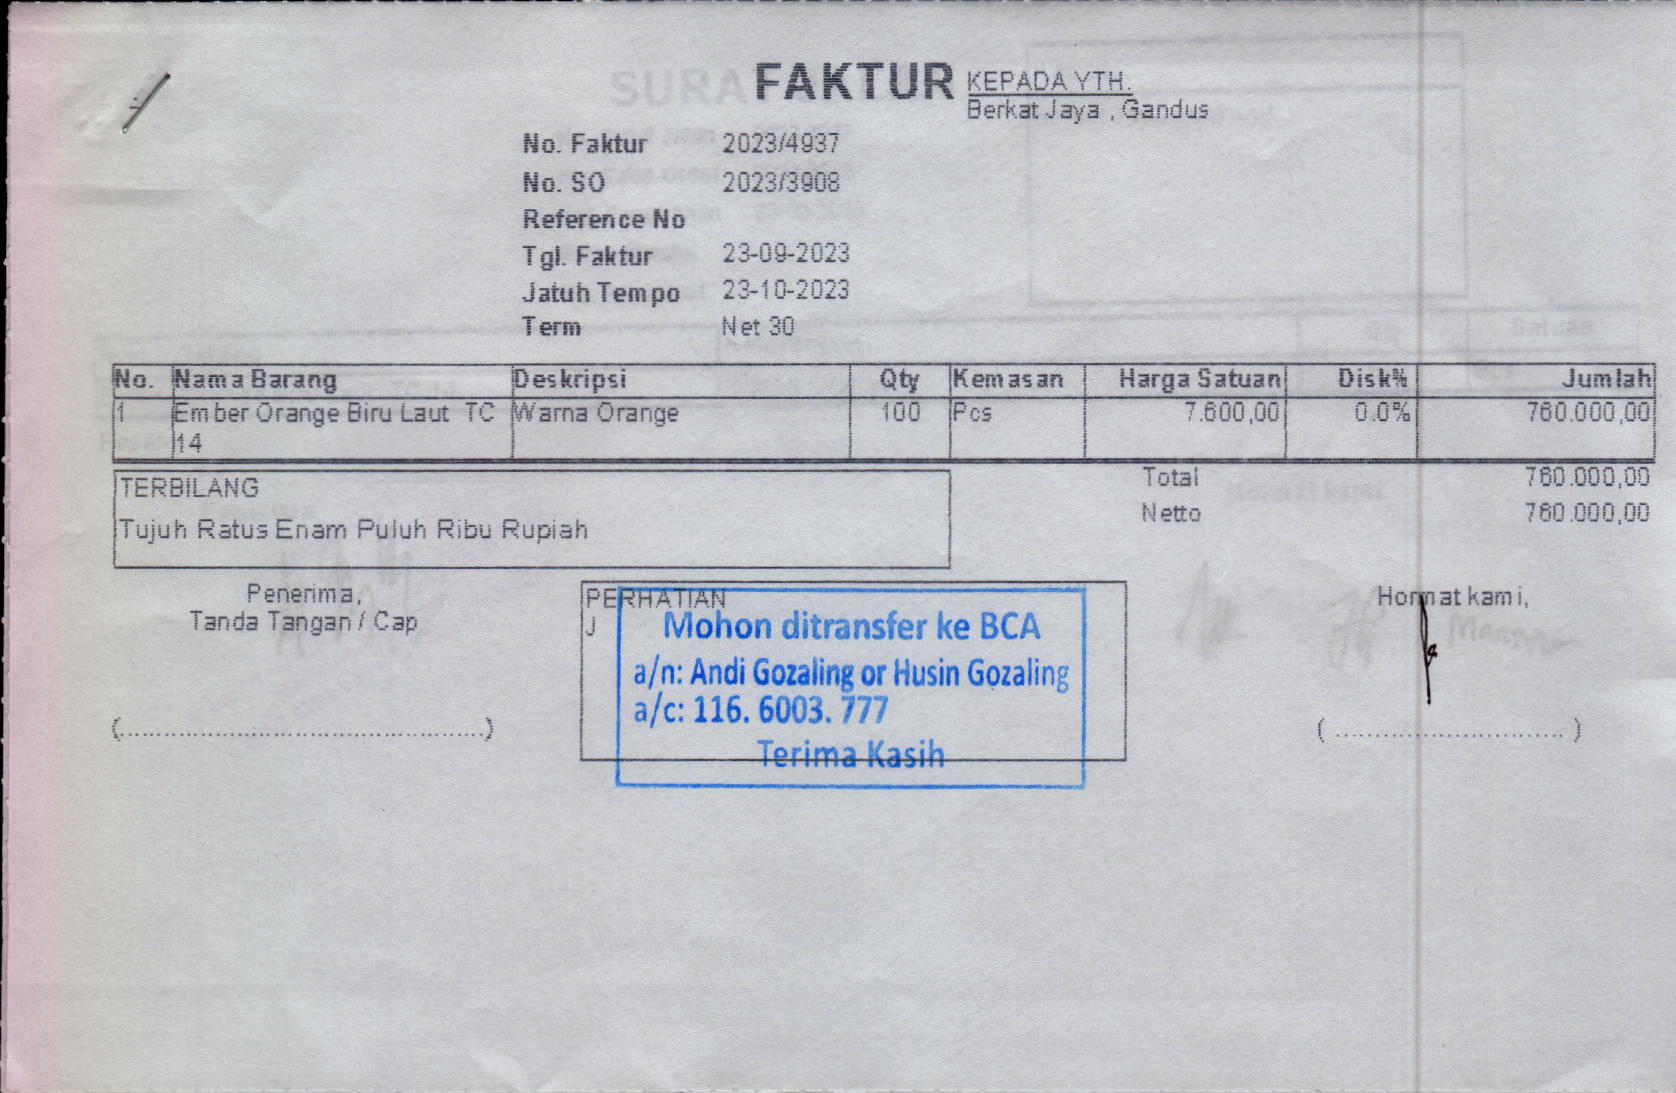 FAKTUR
KEPADA YTH.
Berkat Jaya , Gandus
No. Faktur 2023/4937
No. SO 2023/3908
Reference No
Tgl. Faktur 23-09-2023
Jatuh Tempo 23-10-2023
Term Net 30
No. Nama Barang Deskripsi Qty Kemasan Harga Satuan Disk% Jumlah
1 Ember Orange Biru Laut TC Warna Orange 100 Pcs 7.600,00 0.0% 760.000,00
14
Total 760.000,00
Netto 760.000,00
TERBILANG
Tujuh Ratus Enam Puluh Ribu Rupiah
Penerima,
Tanda Tangan / Cap
(................................................)
PERHATIAN
J
Mohon ditransfer ke BCA
a/n: Andi Gozaling or Husin Gozaling
a/c: 116. 6003. 777
Terima Kasih
Hormat kami,
( .............................. )